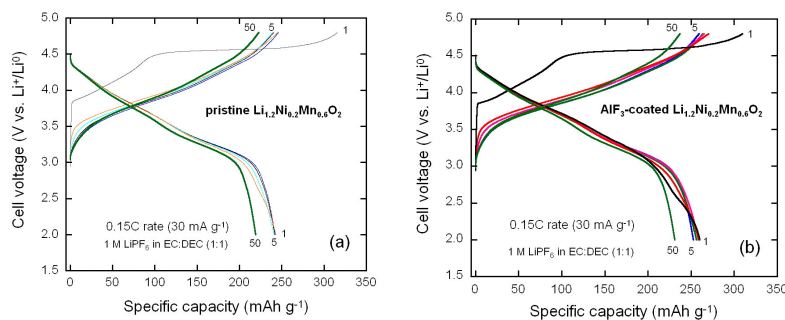 5.0
4.5
4.0
3.5
3.0
2.5
2.0
1.5
Cell voltage (V vs. Li⁺/Li⁰)
50
5
1
pristine Li₁.₂Ni₀.₂Mn₀.₆O₂
0.15C rate (30 mA g⁻¹)
1 M LiPF₆ in EC:DEC (1:1)
50
5
1
(a)
0 50 100 150 200 250 300 350
Specific capacity (mAh g⁻¹)
5.0
4.5
4.0
3.5
3.0
2.5
2.0
1.5
Cell voltage (V vs. Li⁺/Li⁰)
50
5
1
AlF₃-coated Li₁.₂Ni₀.₂Mn₀.₆O₂
0.15C rate (30 mA g⁻¹)
1 M LiPF₆ in EC:DEC (1:1)
50
5
1
(b)
0 50 100 150 200 250 300 350
Specific capacity (mAh g⁻¹)